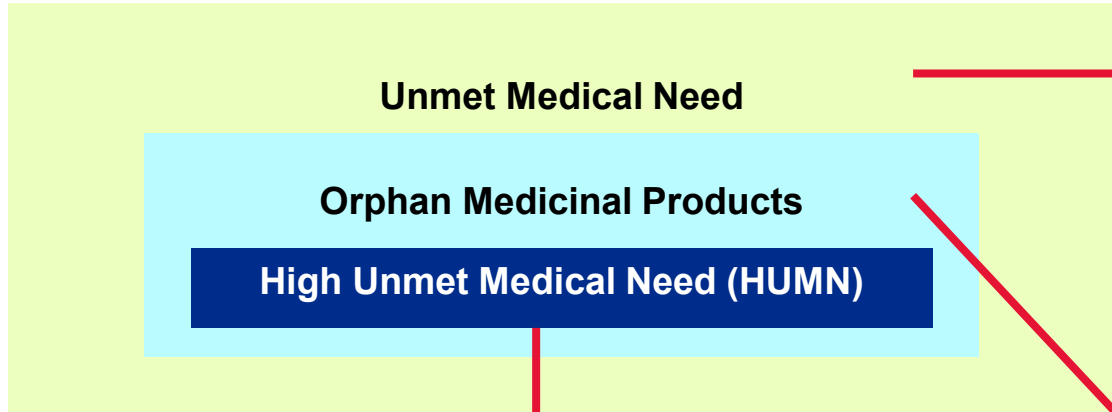 Unmet Medical Need
Orphan Medicinal Products
High Unmet Medical Need (HUMN)